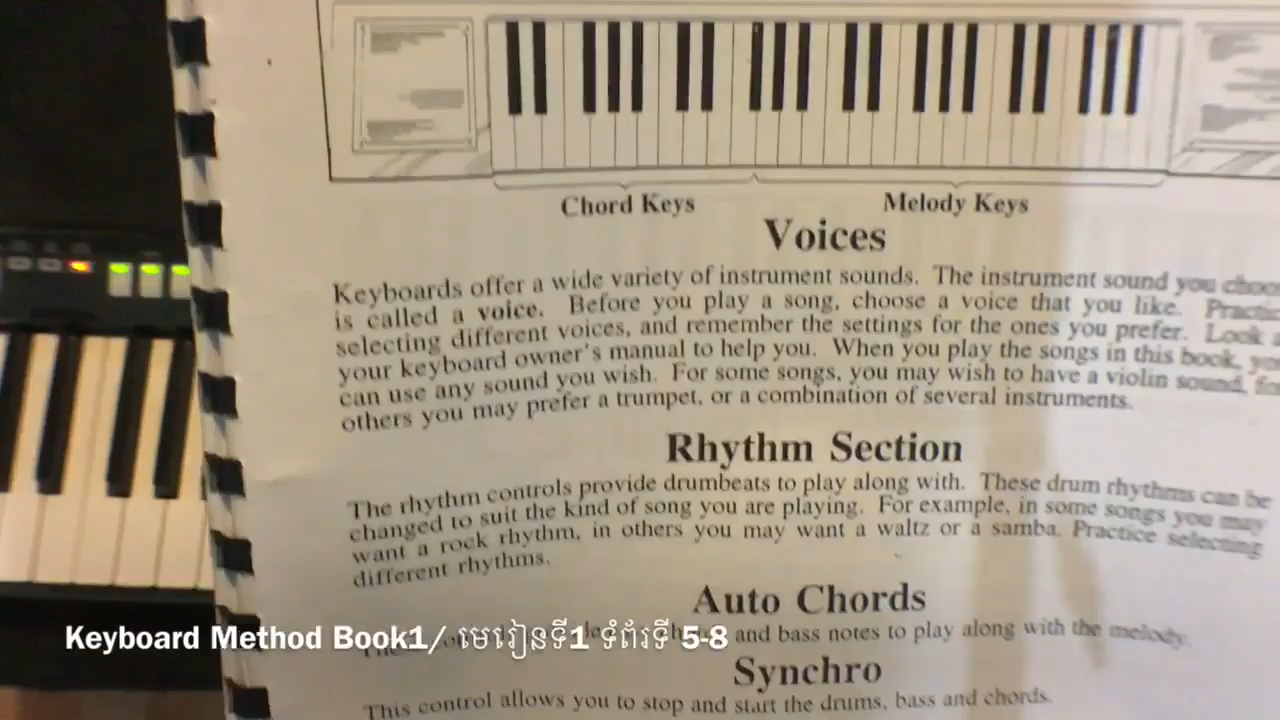 Chord Keys
Melody Keys
Voices
Keyboards offer a wide variety of instrument sounds. The instrument sound you
is called a voice. Before you play a song, choose a voice that you like.
selecting different voices, and remember the settings for the ones you prefer. Look
your keyboard owner's manual to help you. When you play the songs in this book,
can use any sound you wish. For some songs, you may wish to have a violin sound,
others you may prefer a trumpet, or a combination of several instruments.
Rhythm Section
The rhythm controls provide drumbeats to play along with. These drum rhythms can be
changed to suit the kind of song you are playing. For example, in some songs you may
want a rock rhythm, in others you may want a waltz or a samba. Practice selecting
different rhythms.
Auto Chords
and bass notes to play along with the melody.
Keyboard Method Book1/ មេរៀនទី1 ទំព័រទី 5-8
Synchro
This control allows you to stop and start the drums, bass and chords.